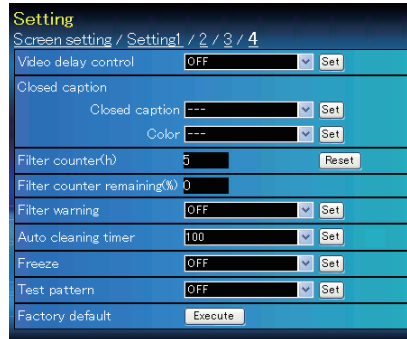 Setting
Screen setting / Setting1 / 2 / 3 / 4
Video delay control OFF Set
Closed caption
Closed caption --- Set
Color --- Set
Filter counter(h) 5 Reset
Filter counter remaining(%) 0
Filter warning OFF Set
Auto cleaning timer 100 Set
Freeze OFF Set
Test pattern OFF Set
Factory default Execute